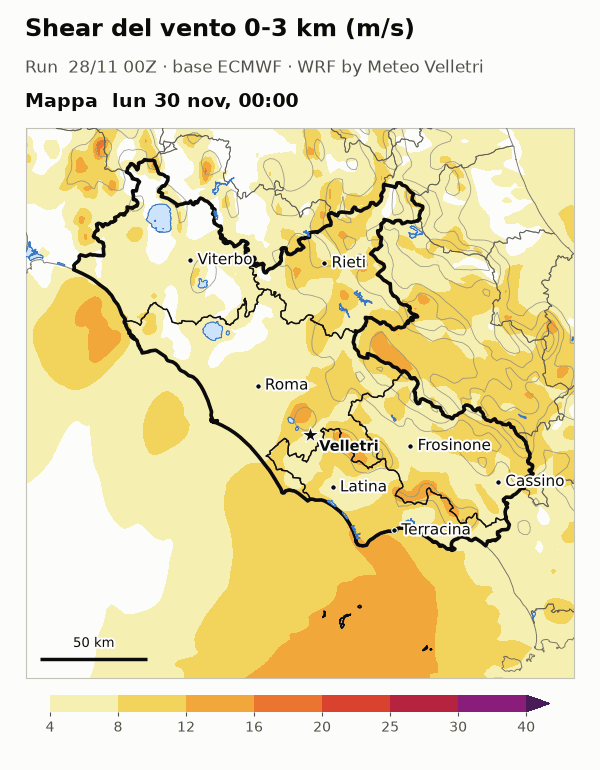 Shear del vento 0-3 km (m/s)
Run  28/11 00Z · base ECMWF · WRF by Meteo Velletri
Mappa  lun 30 nov, 00:00
Viterbo
Rieti
Roma
Velletri
Frosinone
Latina
Cassino
Terracina
50 km
4 8 12 16 20 25 30 40